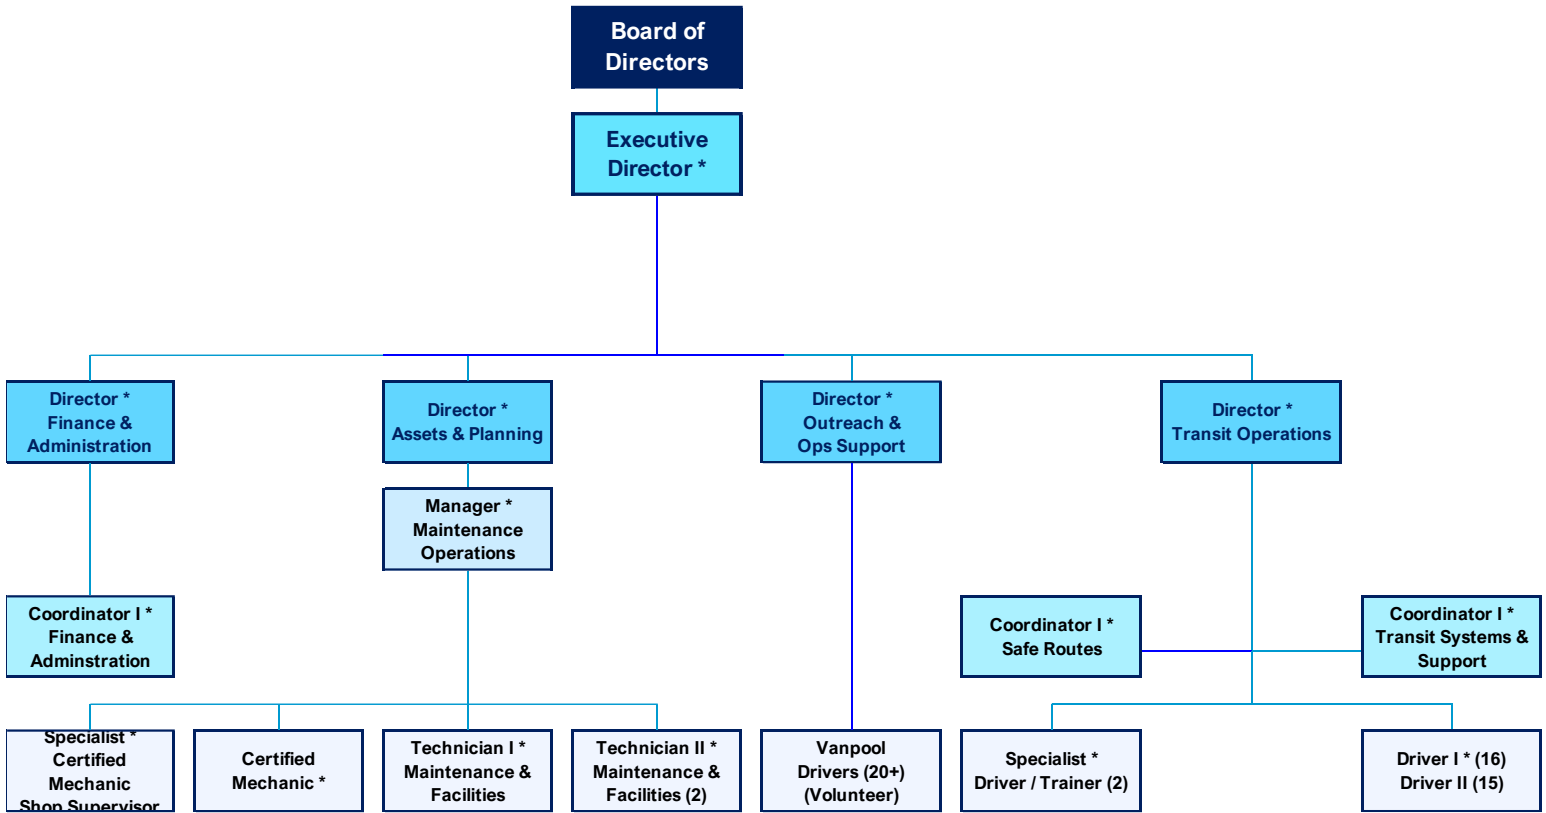 Board of
Directors
Executive
Director *
Director *
Finance &
Administration
Director *
Assets & Planning
Director *
Outreach &
Ops Support
Director *
Transit Operations
Manager *
Maintenance
Operations
Coordinator I *
Finance &
Adminstration
Coordinator I *
Safe Routes
Coordinator I *
Transit Systems &
Support
Specialist *
Certified
Mechanic
Shop Supervisor
Certified
Mechanic *
Technician I *
Maintenance &
Facilities
Technician II *
Maintenance &
Facilities (2)
Vanpool
Drivers (20+)
(Volunteer)
Specialist *
Driver / Trainer (2)
Driver I * (16)
Driver II (15)